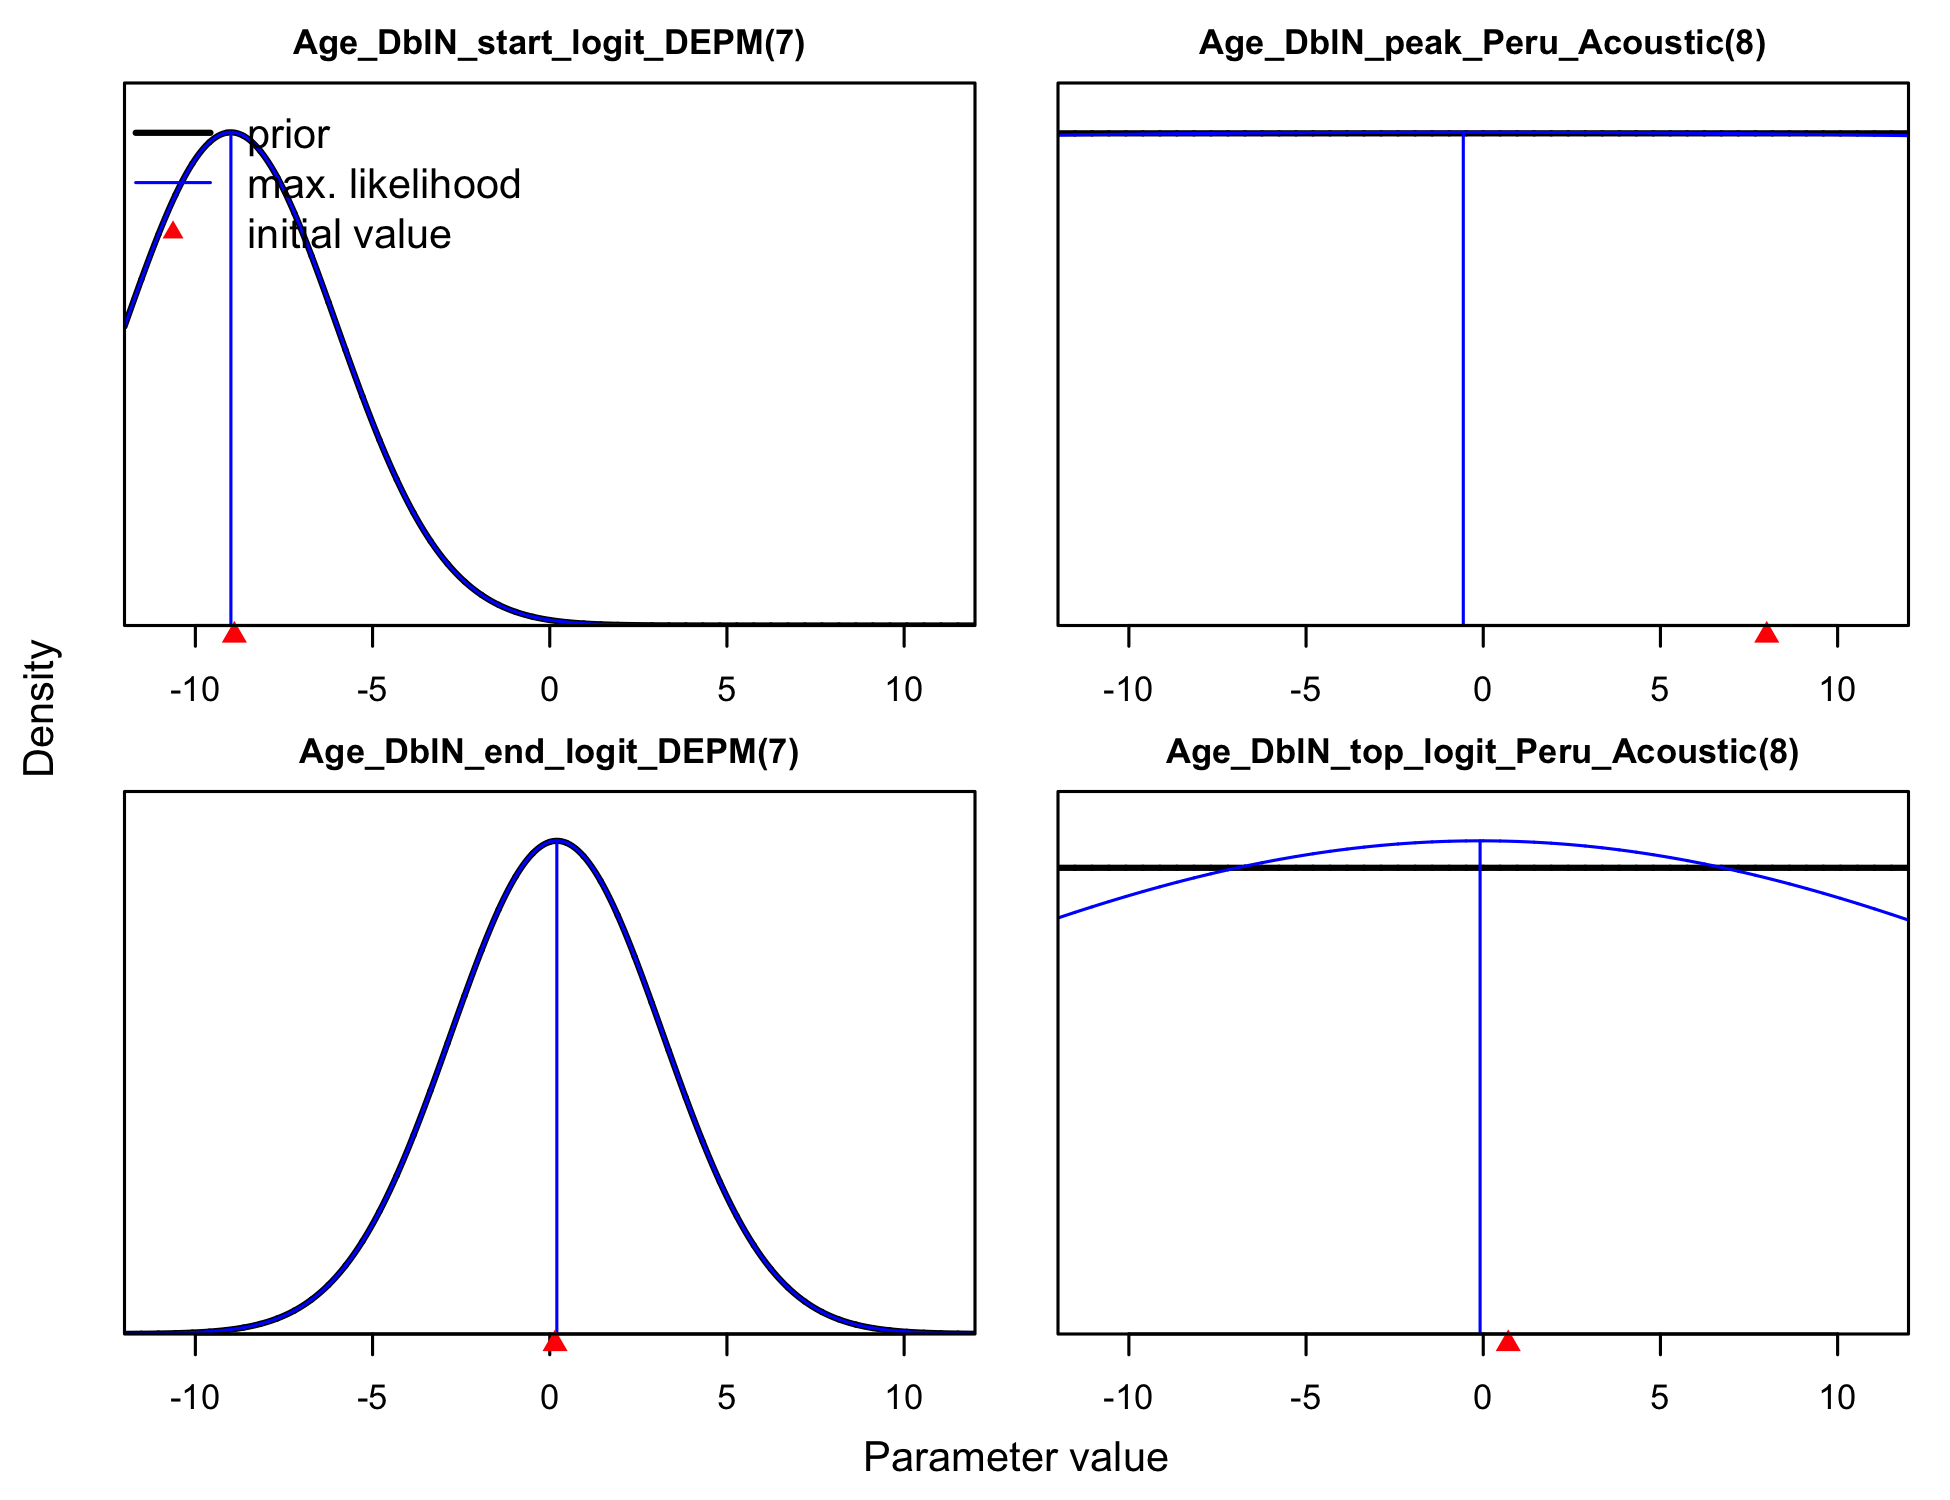 Age_DblN_start_logit_DEPM(7)
Age_DblN_peak_Peru_Acoustic(8)
prior
max. likelihood
initial value
-10 -5 0 5 10
-10 -5 0 5 10
Age_DblN_end_logit_DEPM(7)
Age_DblN_top_logit_Peru_Acoustic(8)
-10 -5 0 5 10
-10 -5 0 5 10
Density
Parameter value